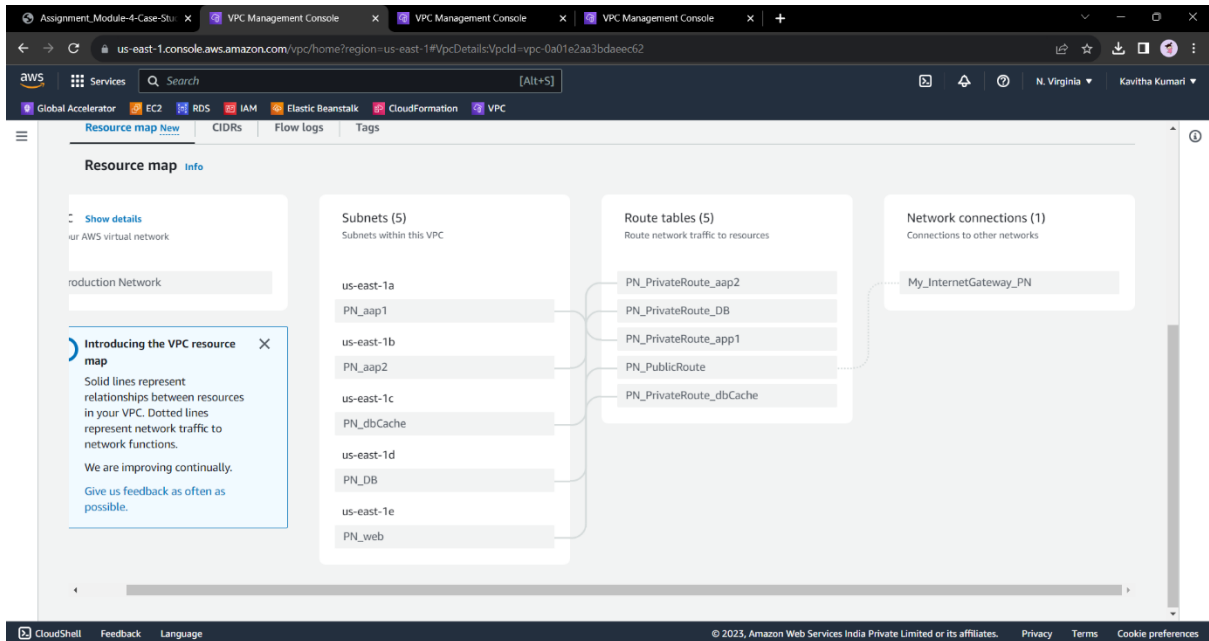 Assignment_Module-4-Case-Stuc
VPC Management Console
VPC Management Console
VPC Management Console
us-east-1.console.aws.amazon.com/vpc/home?region=us-east-1#VpcDetails:VpcId=vpc-0a01e2aa3bdaeec62
aws
Services
Search
[Alt+S]
N. Virginia
Kavitha Kumari
Global Accelerator
EC2
RDS
IAM
Elastic Beanstalk
CloudFormation
VPC
Resource map New
CIDRs
Flow logs
Tags
Resource map Info
C Show details
ur AWS virtual network
roduction Network
Introducing the VPC resource
map
Solid lines represent
relationships between resources
in your VPC. Dotted lines
represent network traffic to
network functions.
We are improving continually.
Give us feedback as often as
possible.
Subnets (5)
Subnets within this VPC
us-east-1a
PN_aap1
us-east-1b
PN_aap2
us-east-1c
PN_dbCache
us-east-1d
PN_DB
us-east-1e
PN_web
Route tables (5)
Route network traffic to resources
PN_PrivateRoute_aap2
PN_PrivateRoute_DB
PN_PrivateRoute_app1
PN_PublicRoute
PN_PrivateRoute_dbCache
Network connections (1)
Connections to other networks
My_InternetGateway_PN
CloudShell
Feedback
Language
© 2023, Amazon Web Services India Private Limited or its affiliates.
Privacy
Terms
Cookie preferences